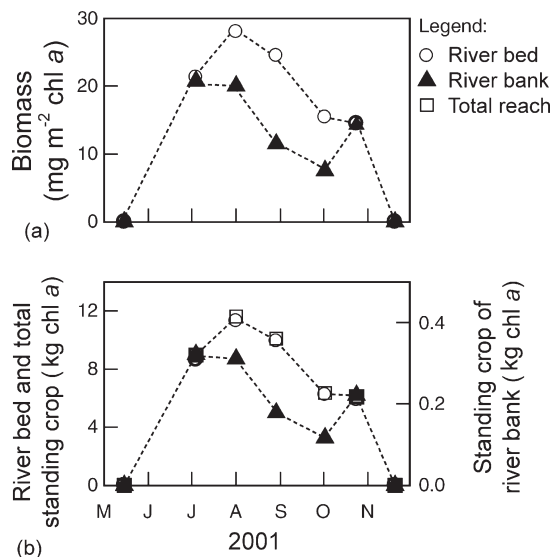 30
20
10
0
Biomass
(mg m⁻² chl a)
(a)
Legend:
River bed
River bank
Total reach
12
8
4
0
River bed and total
standing crop ( kg chl a)
0.4
0.2
0.0
Standing crop of
river bank ( kg chl a)
M J J A S O N
2001
(b)